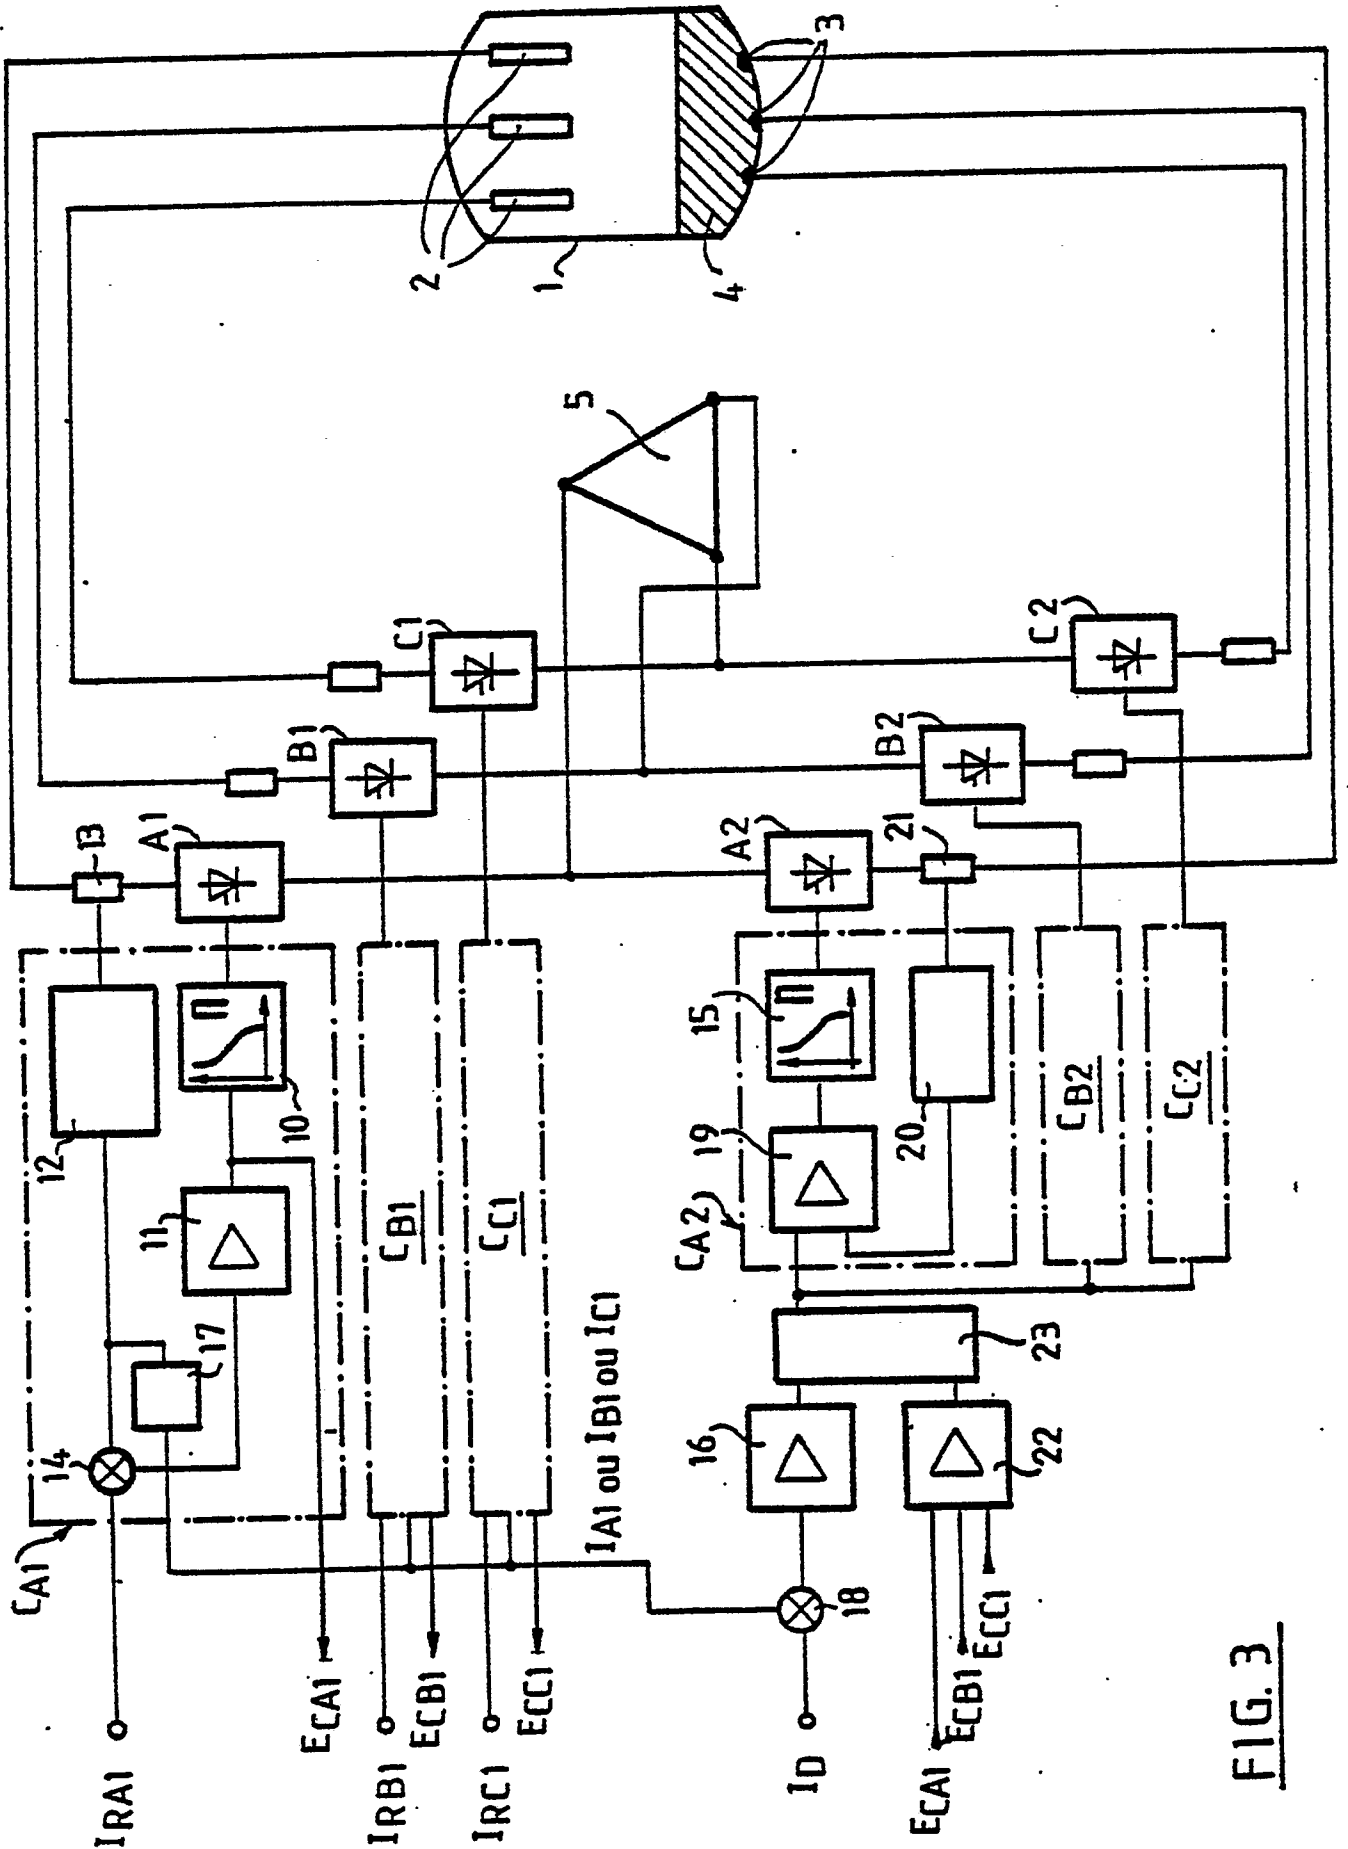 IRA1
ECA1
IRB1
ECB1
IRC1
ECC1
CA1
14
17
12
11
10
13
A1
CB1
B1
CC1
C1
IA1 ou IB1 ou IC1
5
2
1
4
3
ID
ECA1
ECB1
ECC1
18
16
22
23
CA2
19
15
20
A2
21
CB2
B2
CC2
C2
FIG. 3